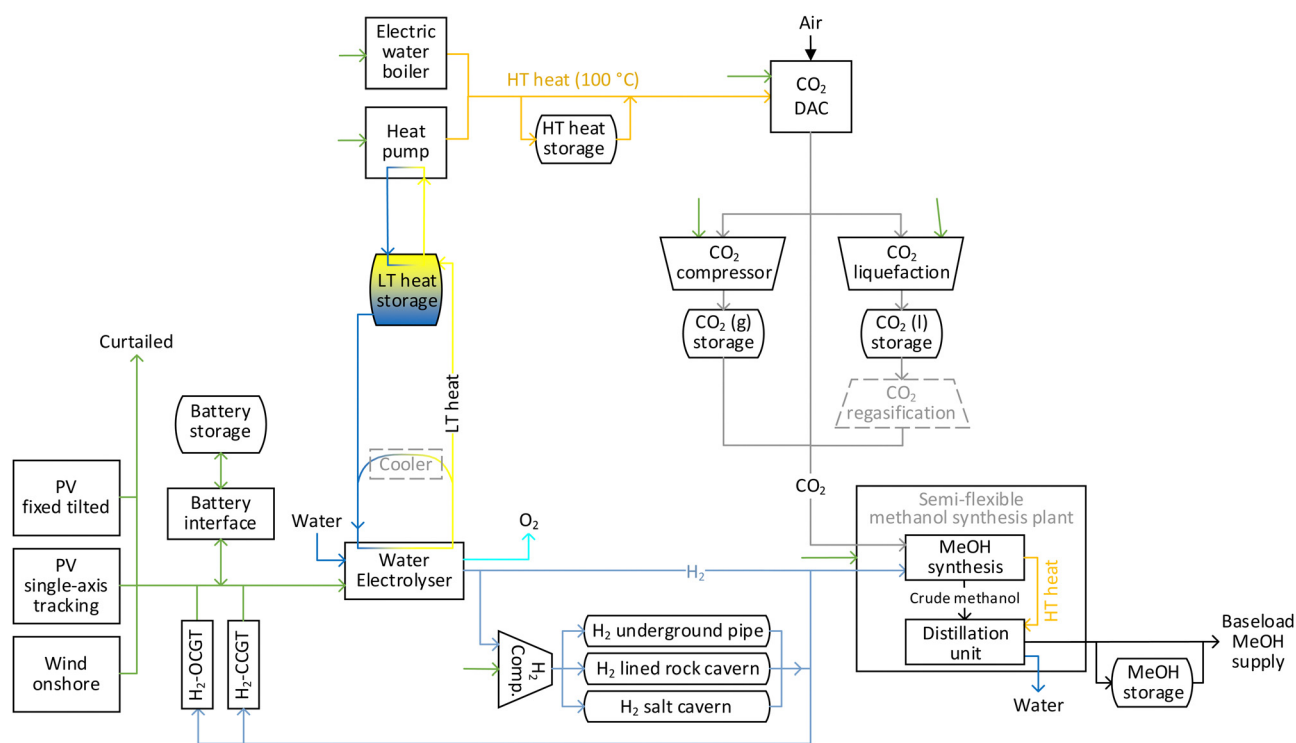 Electric
water
boiler
Heat
pump
HT heat (100 °C)
HT heat
storage
Air
CO₂
DAC
CO₂
compressor
CO₂
liquefaction
CO₂ (g)
storage
CO₂ (l)
storage
CO₂
regasification
LT heat
storage
LT heat
Cooler
Curtailed
Battery
storage
Battery
interface
PV
fixed tilted
PV
single-axis
tracking
Wind
onshore
H₂-OCGT
H₂-CCGT
Water
Water
Electrolyser
O₂
H₂
H₂
Comp.
H₂ underground pipe
H₂ lined rock cavern
H₂ salt cavern
CO₂
Semi-flexible
methanol synthesis plant
MeOH
synthesis
Crude methanol
HT heat
Distillation
unit
Water
MeOH
storage
Baseload
MeOH
supply